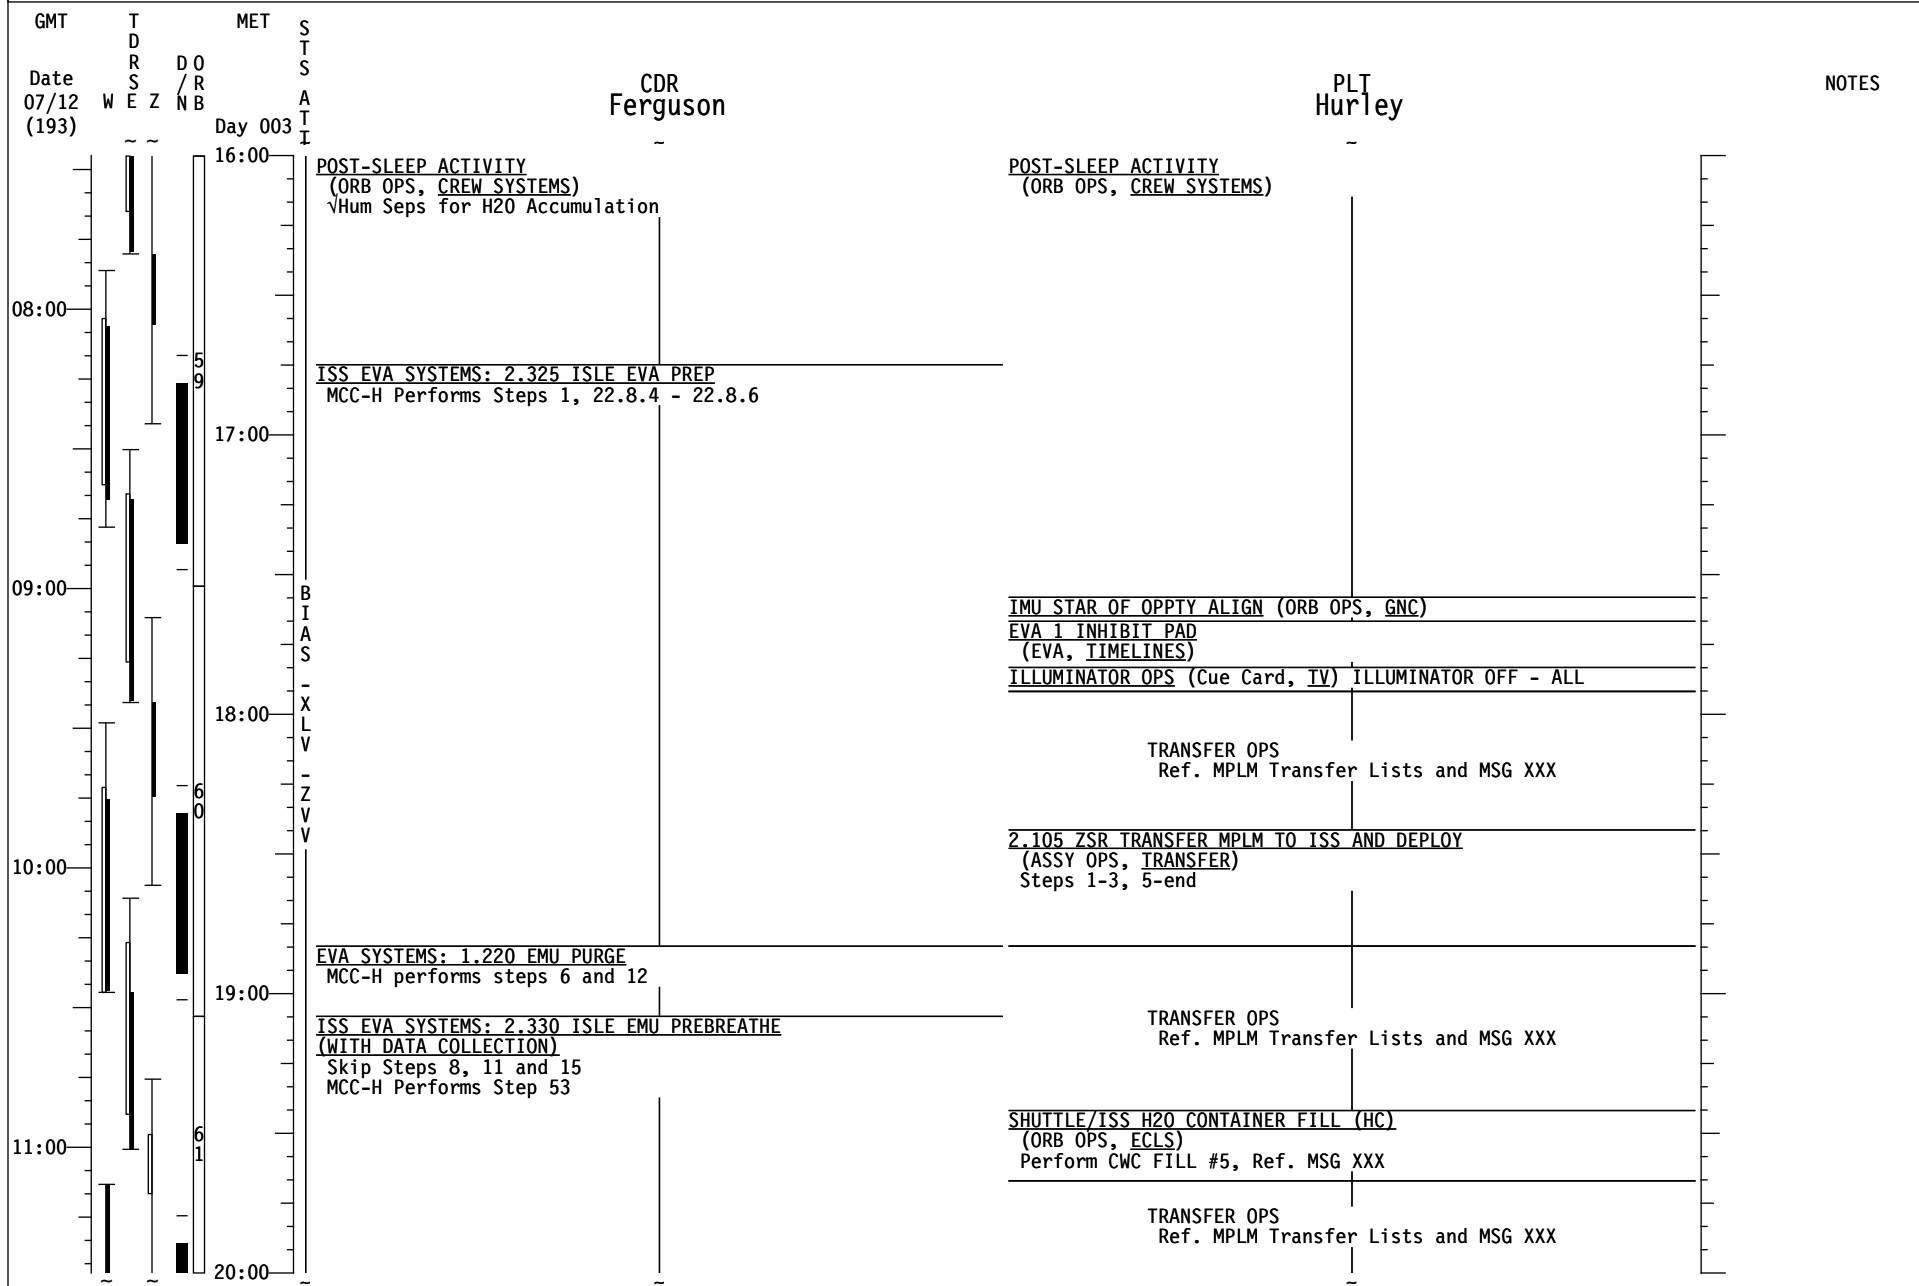 GMT
TDRS
MET
STS ATT
D/N
ORB
Date
07/12
(193)
W E Z
Day 003
CDR
Ferguson
PLT
Hurley
NOTES
~ ~ ~ ~
16:00
POST-SLEEP ACTIVITY
(ORB OPS, CREW SYSTEMS)
√Hum Seps for H2O Accumulation
POST-SLEEP ACTIVITY
(ORB OPS, CREW SYSTEMS)
08:00
59
ISS EVA SYSTEMS: 2.325 ISLE EVA PREP
MCC-H Performs Steps 1, 22.8.4 - 22.8.6
17:00
09:00
BIAS -XLV -ZVV
IMU STAR OF OPPTY ALIGN (ORB OPS, GNC)
EVA 1 INHIBIT PAD
(EVA, TIMELINES)
ILLUMINATOR OPS (Cue Card, TV) ILLUMINATOR OFF - ALL
18:00
TRANSFER OPS
Ref. MPLM Transfer Lists and MSG XXX
60
2.105 ZSR TRANSFER MPLM TO ISS AND DEPLOY
(ASSY OPS, TRANSFER)
Steps 1-3, 5-end
10:00
EVA SYSTEMS: 1.220 EMU PURGE
MCC-H performs steps 6 and 12
19:00
ISS EVA SYSTEMS: 2.330 ISLE EMU PREBREATHE
(WITH DATA COLLECTION)
Skip Steps 8, 11 and 15
MCC-H Performs Step 53
TRANSFER OPS
Ref. MPLM Transfer Lists and MSG XXX
11:00
61
SHUTTLE/ISS H2O CONTAINER FILL (HC)
(ORB OPS, ECLS)
Perform CWC FILL #5, Ref. MSG XXX
TRANSFER OPS
Ref. MPLM Transfer Lists and MSG XXX
20:00
~ ~ ~ ~ ~